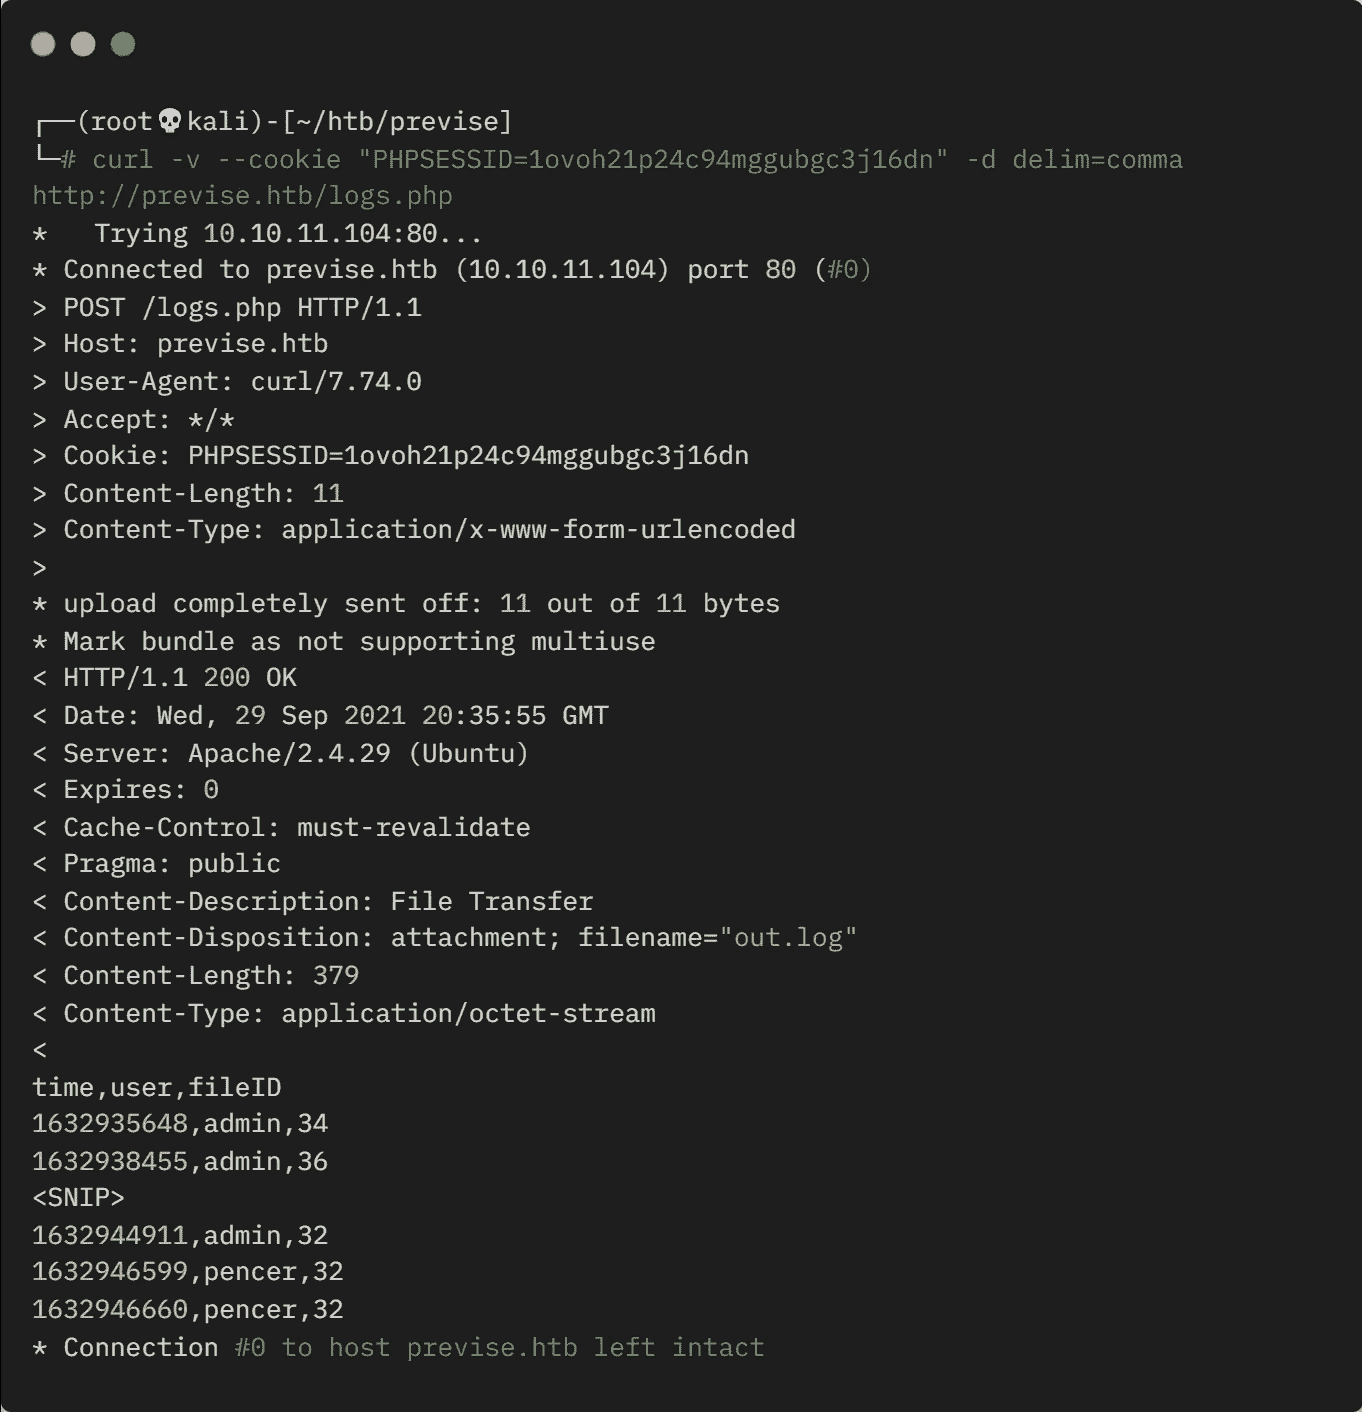 ┌──(root💀kali)-[~/htb/previse]
└─# curl -v --cookie "PHPSESSID=1ovoh21p24c94mggubgc3j16dn" -d delim=comma
http://previse.htb/logs.php
*   Trying 10.10.11.104:80...
* Connected to previse.htb (10.10.11.104) port 80 (#0)
> POST /logs.php HTTP/1.1
> Host: previse.htb
> User-Agent: curl/7.74.0
> Accept: */*
> Cookie: PHPSESSID=1ovoh21p24c94mggubgc3j16dn
> Content-Length: 11
> Content-Type: application/x-www-form-urlencoded
>
* upload completely sent off: 11 out of 11 bytes
* Mark bundle as not supporting multiuse
< HTTP/1.1 200 OK
< Date: Wed, 29 Sep 2021 20:35:55 GMT
< Server: Apache/2.4.29 (Ubuntu)
< Expires: 0
< Cache-Control: must-revalidate
< Pragma: public
< Content-Description: File Transfer
< Content-Disposition: attachment; filename="out.log"
< Content-Length: 379
< Content-Type: application/octet-stream
<
time,user,fileID
1632935648,admin,34
1632938455,admin,36
<SNIP>
1632944911,admin,32
1632946599,pencer,32
1632946660,pencer,32
* Connection #0 to host previse.htb left intact